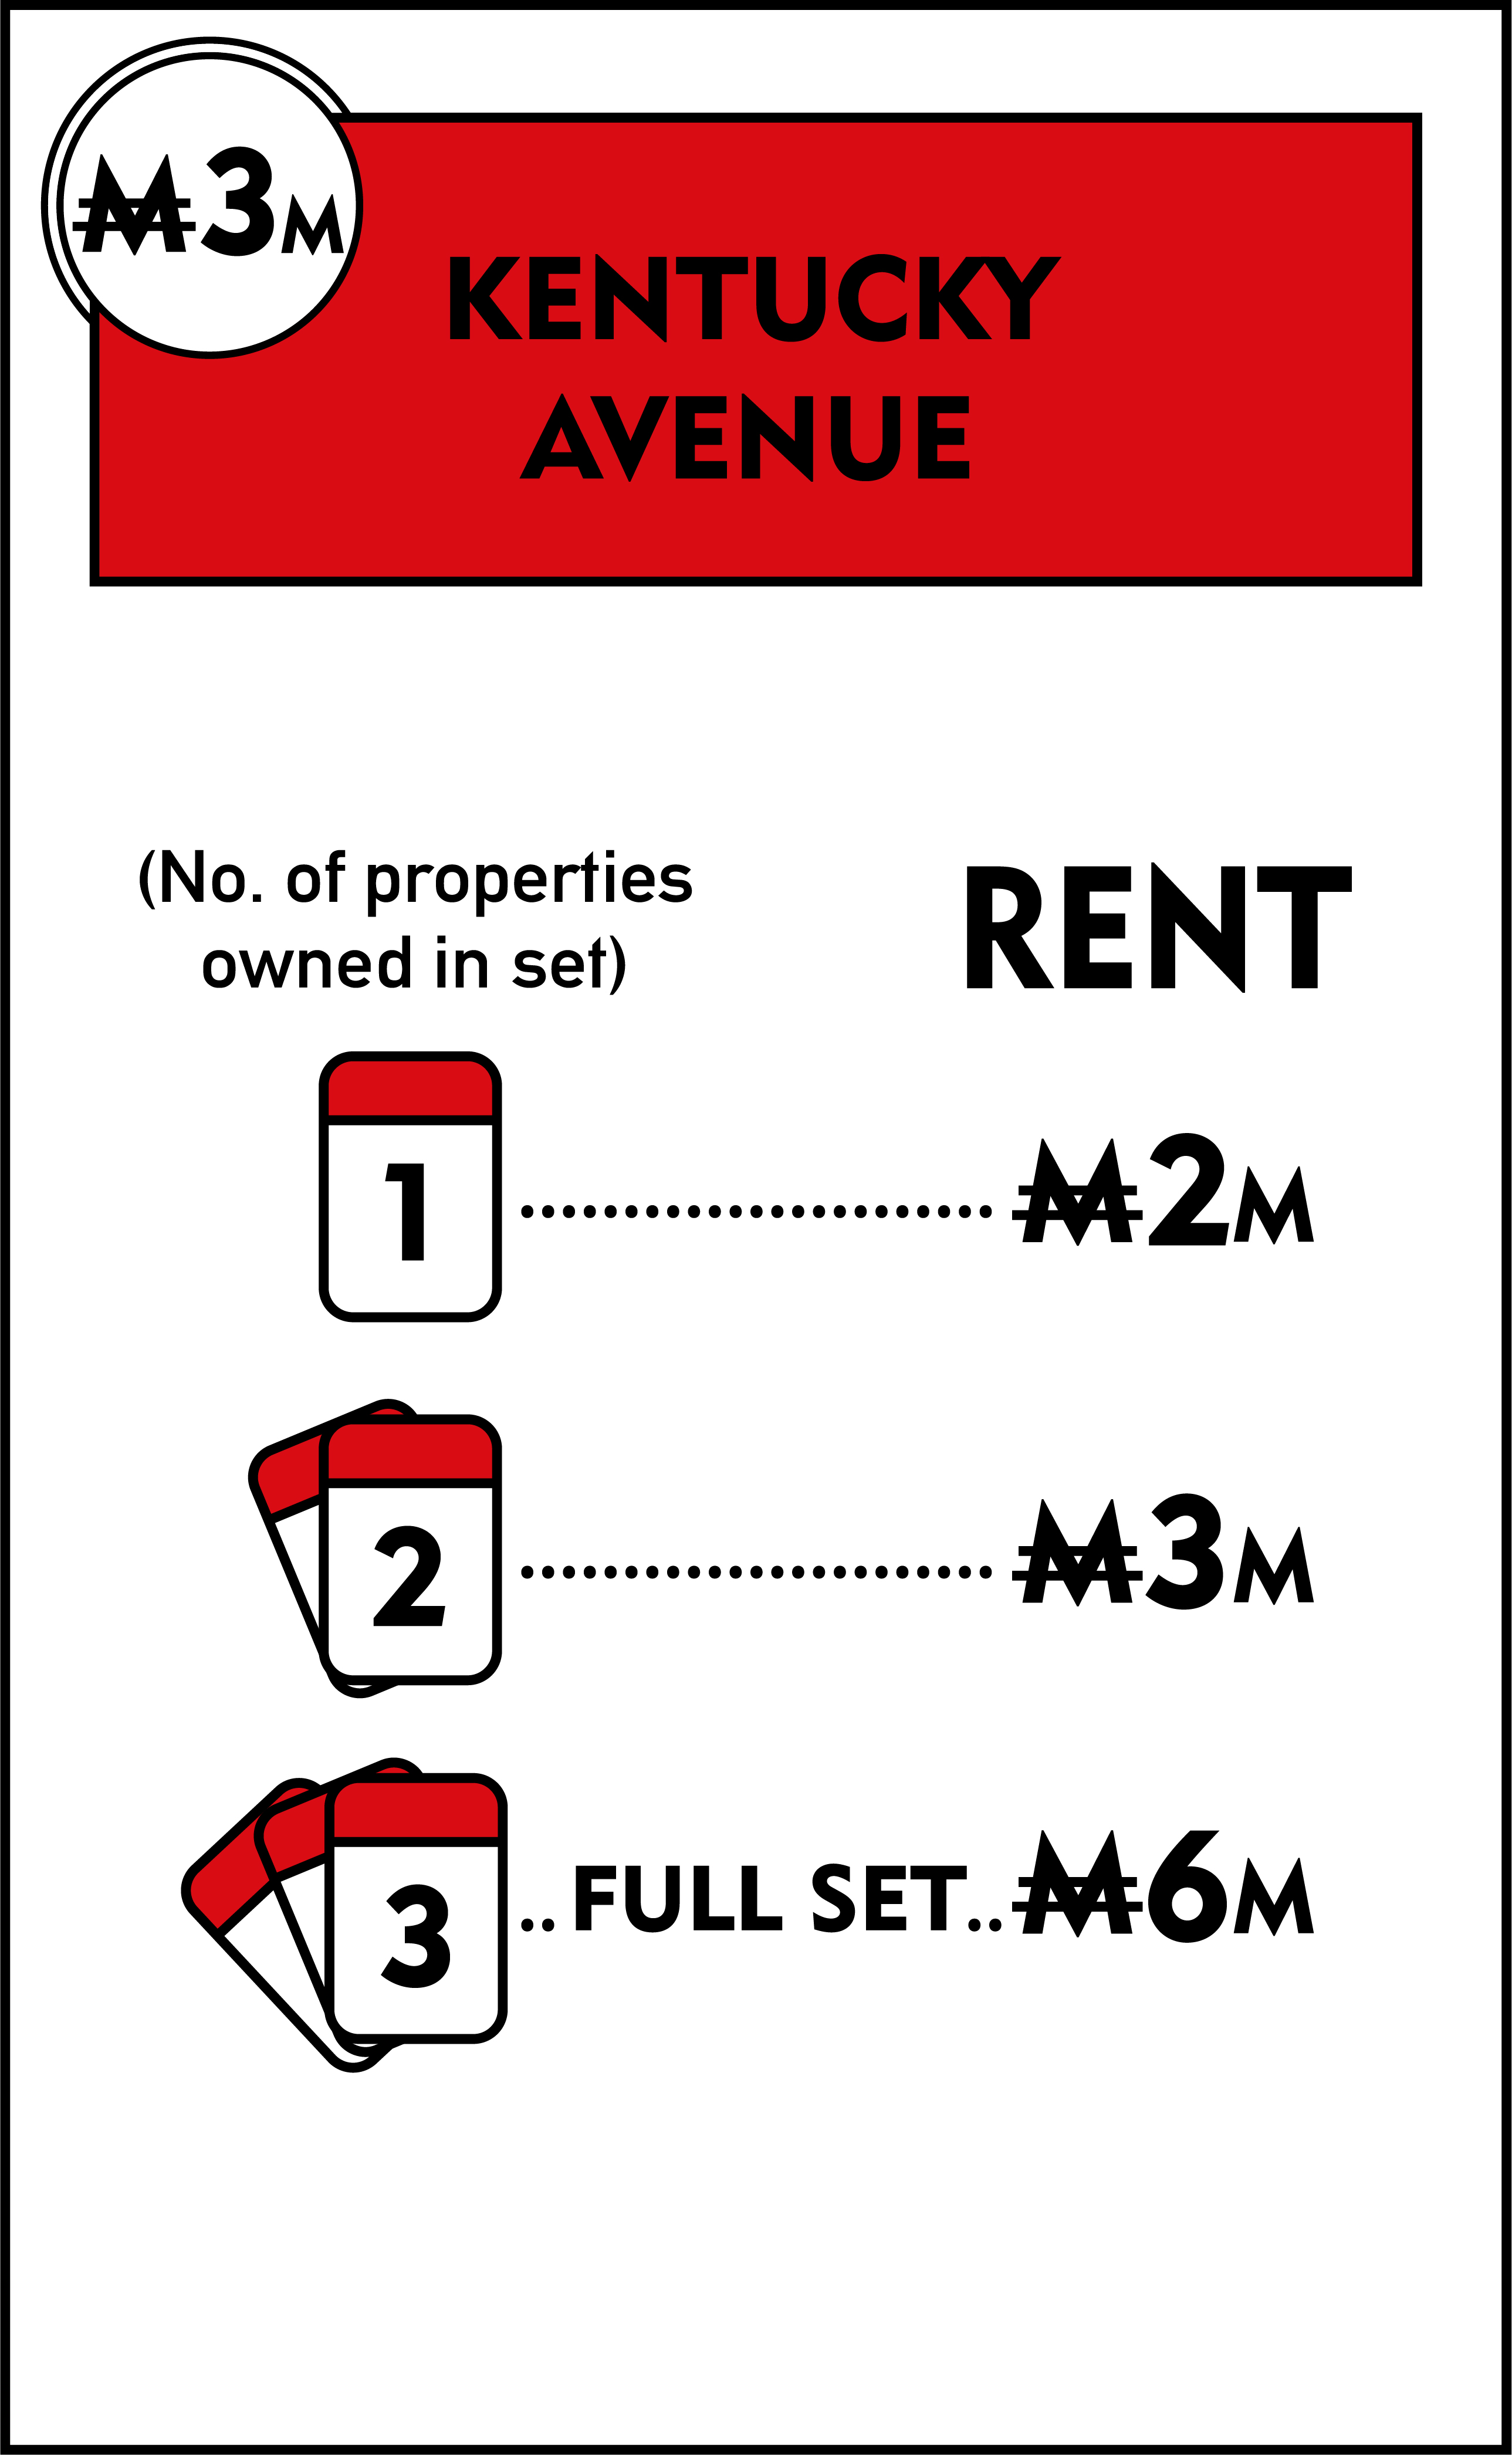 ₩3M
KENTUCKY
AVENUE
(No. of properties
owned in set)
RENT
1 ....................... ₩2M
2 ....................... ₩3M
3 ..FULL SET.. ₩6M